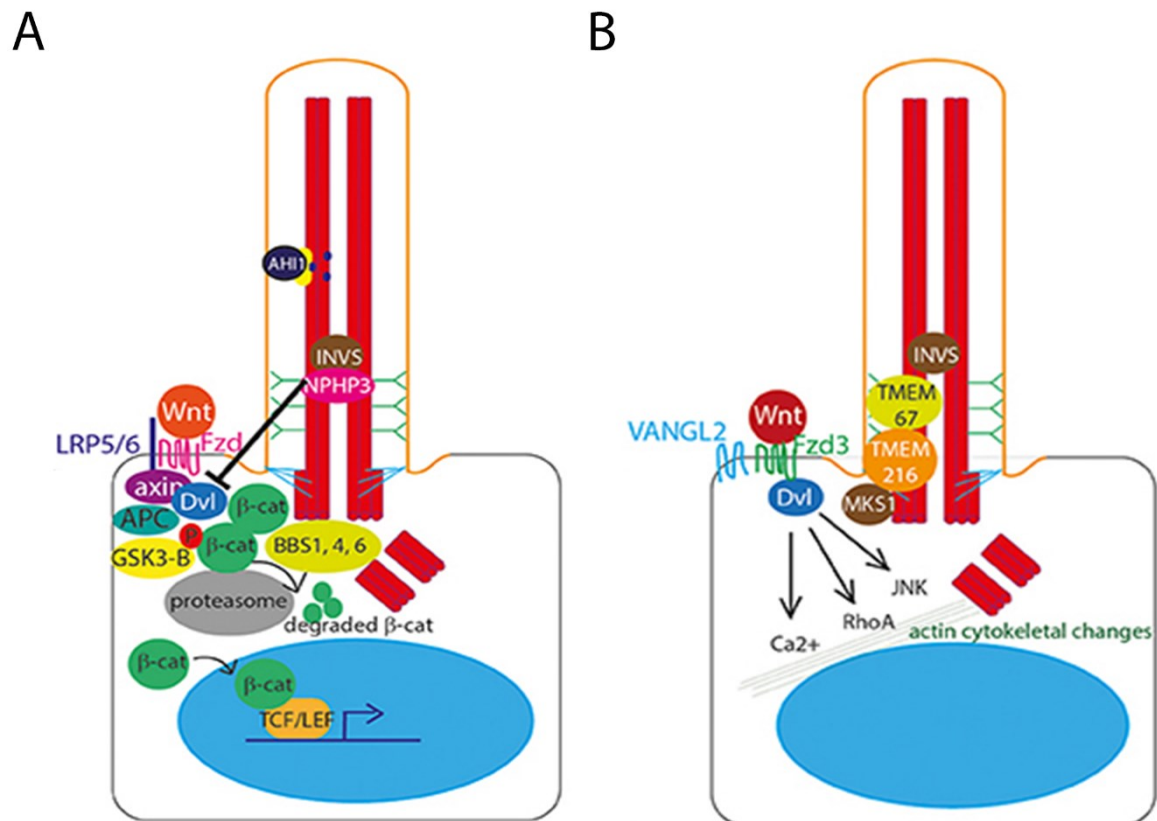 A
AHI1
INVS
NPHP3
Wnt
LRP5/6
Fzd
axin
Dvl
β-cat
APC
P
GSK3-B
β-cat
BBS1, 4, 6
proteasome
degraded β-cat
β-cat
β-cat
TCF/LEF
B
INVS
TMEM
67
Wnt
VANGL2
Fzd3
TMEM
216
Dvl
MKS1
JNK
RhoA
Ca2+
actin cytokeletal changes